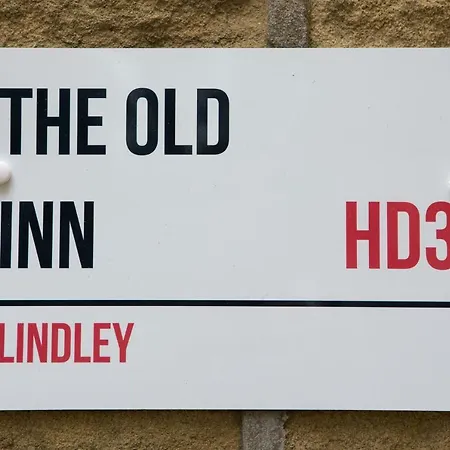 THE OLD
INN HD3
LINDLEY